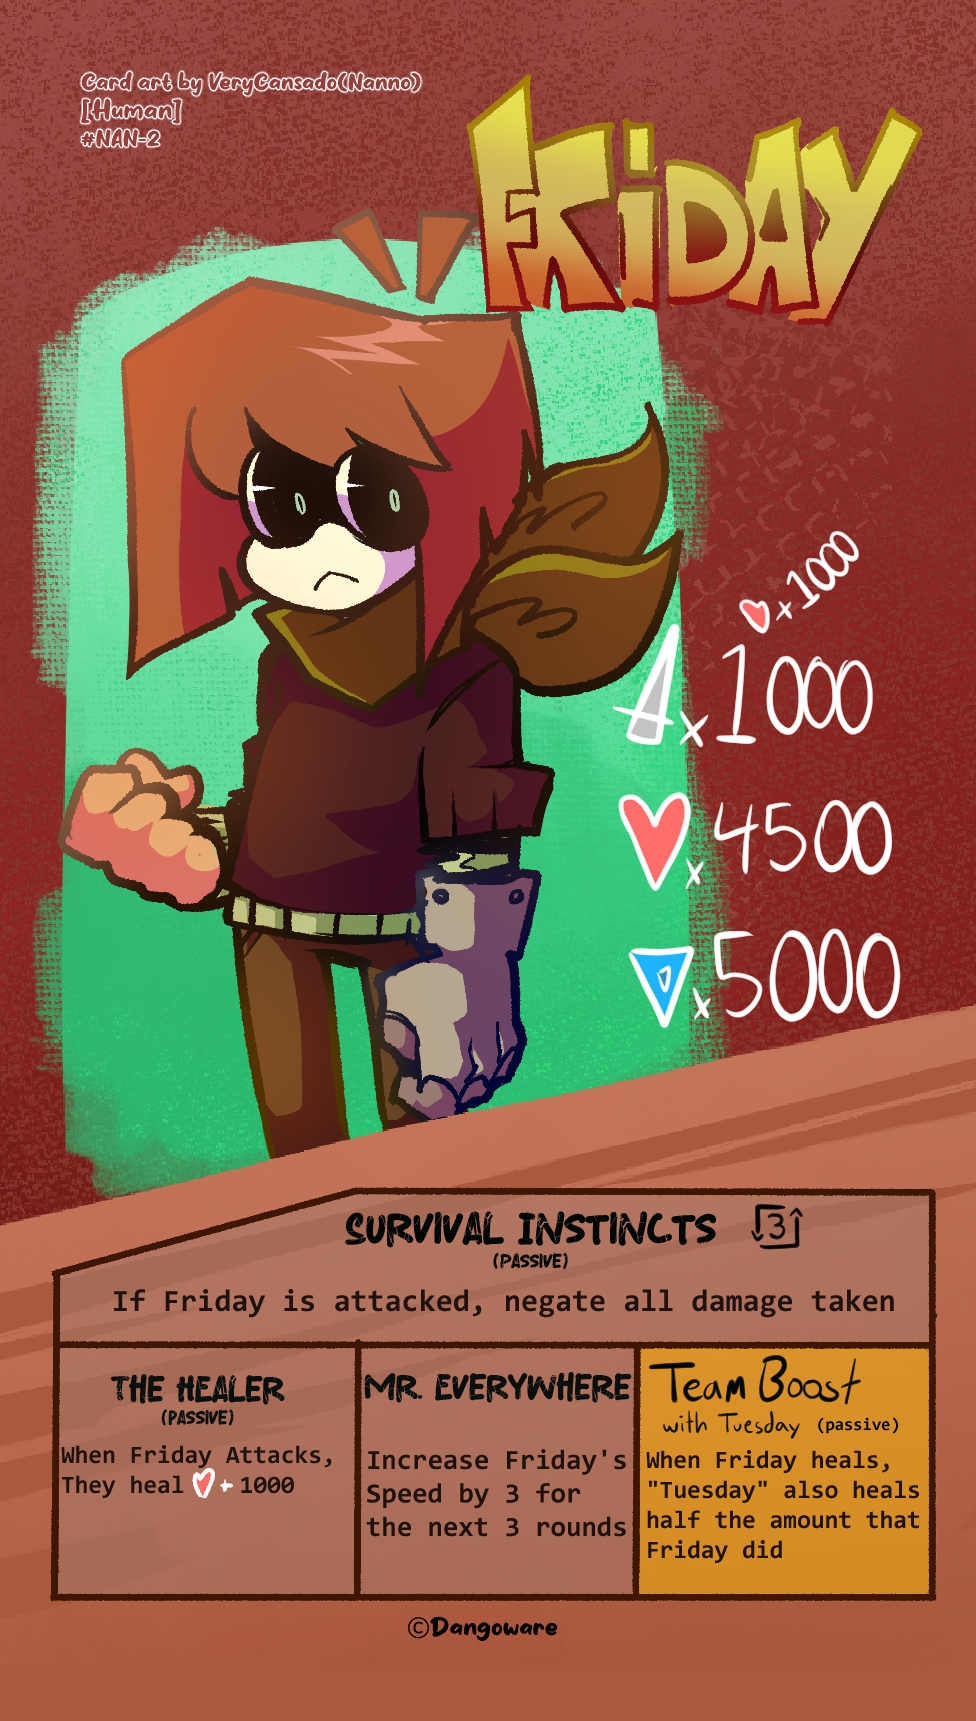 Card art by VeryCansado(Nanno)
[Human]
#NAN-2
FRiDAY
+1000
x1000
x4500
x5000
SURVIVAL INSTINCTS 3
(PASSIVE)
If Friday is attacked, negate all damage taken
THE HEALER
(PASSIVE)
When Friday Attacks,
They heal + 1000
MR. EVERYWHERE
Increase Friday's
Speed by 3 for
the next 3 rounds
Team Boost
with Tuesday (passive)
When Friday heals,
"Tuesday" also heals
half the amount that
Friday did
©Dangoware